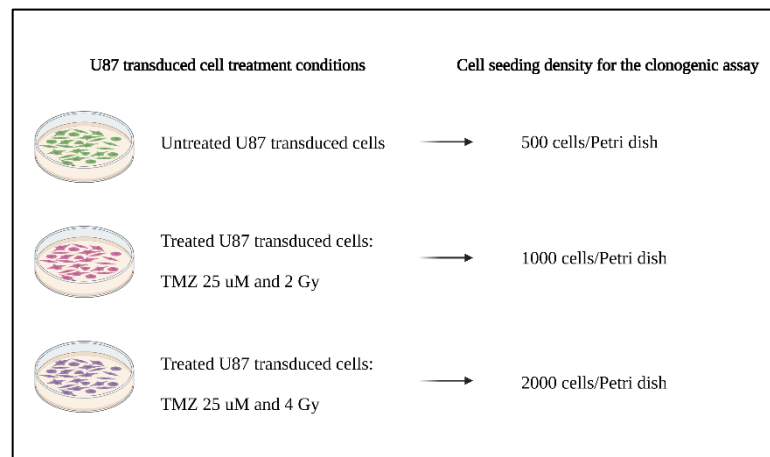 U87 transduced cell treatment conditions
Cell seeding density for the clonogenic assay
Untreated U87 transduced cells
500 cells/Petri dish
Treated U87 transduced cells:
TMZ 25 uM and 2 Gy
1000 cells/Petri dish
Treated U87 transduced cells:
TMZ 25 uM and 4 Gy
2000 cells/Petri dish